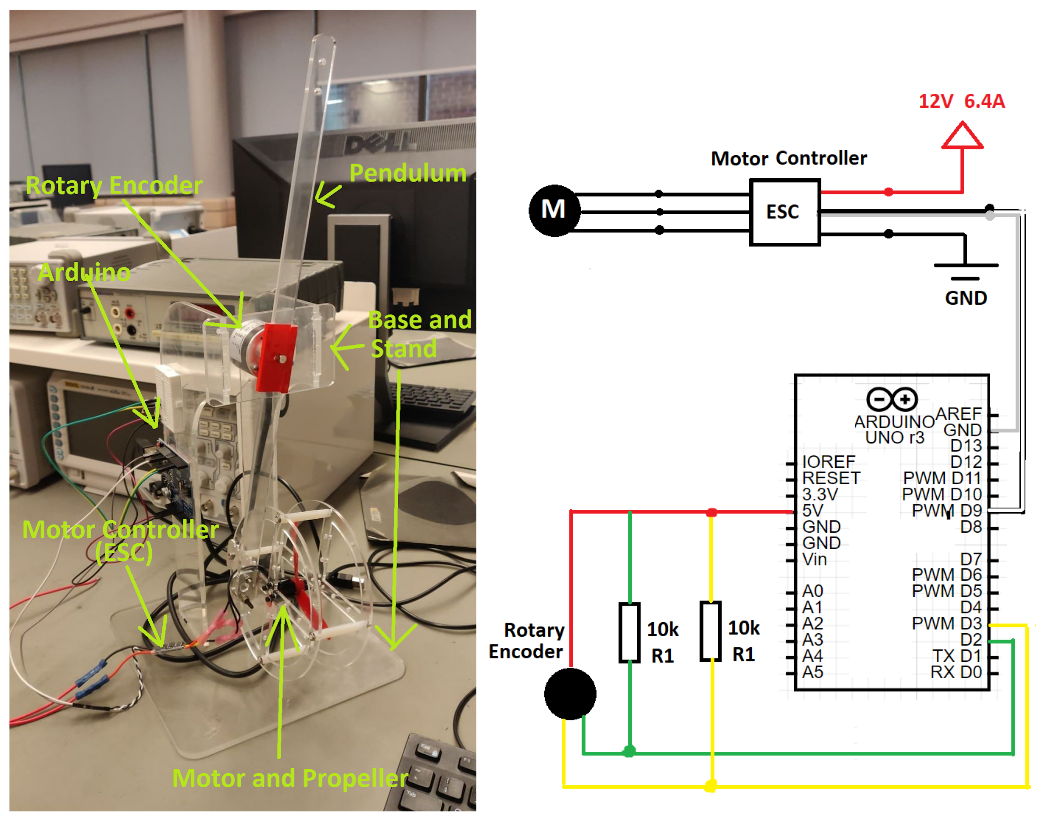 DELL
Rotary Encoder
Pendulum
Arduino
Base and
Stand
Motor Controller
(ESC)
Motor and Propeller
12V 6.4A
Motor Controller
M
ESC
GND
ARDUINO
UNO r3
AREF
GND
D13
IOREF
D12
RESET
PWM D11
3.3V
PWM D10
5V
PWM D9
GND
D8
GND
Vin
D7
PWM D6
A0
PWM D5
A1
D4
A2
PWM D3
A3
D2
A4
TX D1
A5
RX D0
Rotary
Encoder
10k
R1
10k
R1